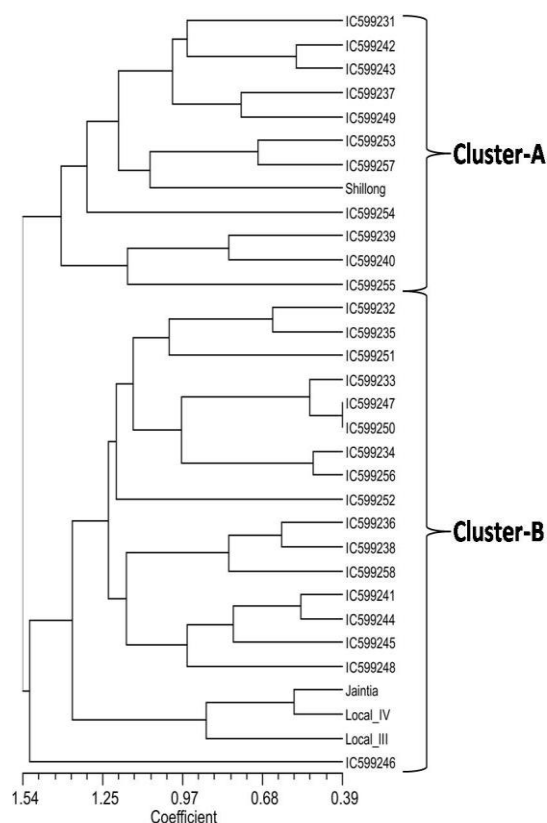 IC599231
IC599242
IC599243
IC599237
IC599249
IC599253
IC599257
Shillong
IC599254
IC599239
IC599240
IC599255
Cluster-A
IC599232
IC599235
IC599251
IC599233
IC599247
IC599250
IC599234
IC599256
IC599252
IC599236
IC599238
IC599258
IC599241
IC599244
IC599245
IC599248
Jaintia
Local_IV
Local_III
IC599246
Cluster-B
1.54 1.25 0.97 0.68 0.39
Coefficient